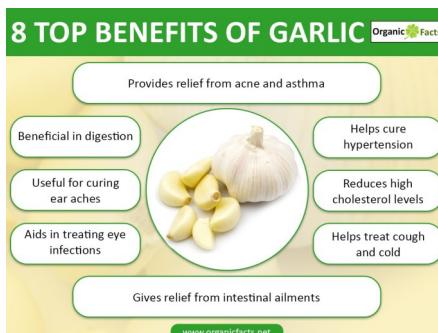 8 TOP BENEFITS OF GARLIC
Organic Facts
Provides relief from acne and asthma
Beneficial in digestion
Helps cure
hypertension
Useful for curing
ear aches
Reduces high
cholesterol levels
Aids in treating eye
infections
Helps treat cough
and cold
Gives relief from intestinal ailments
www.organicfacts.net